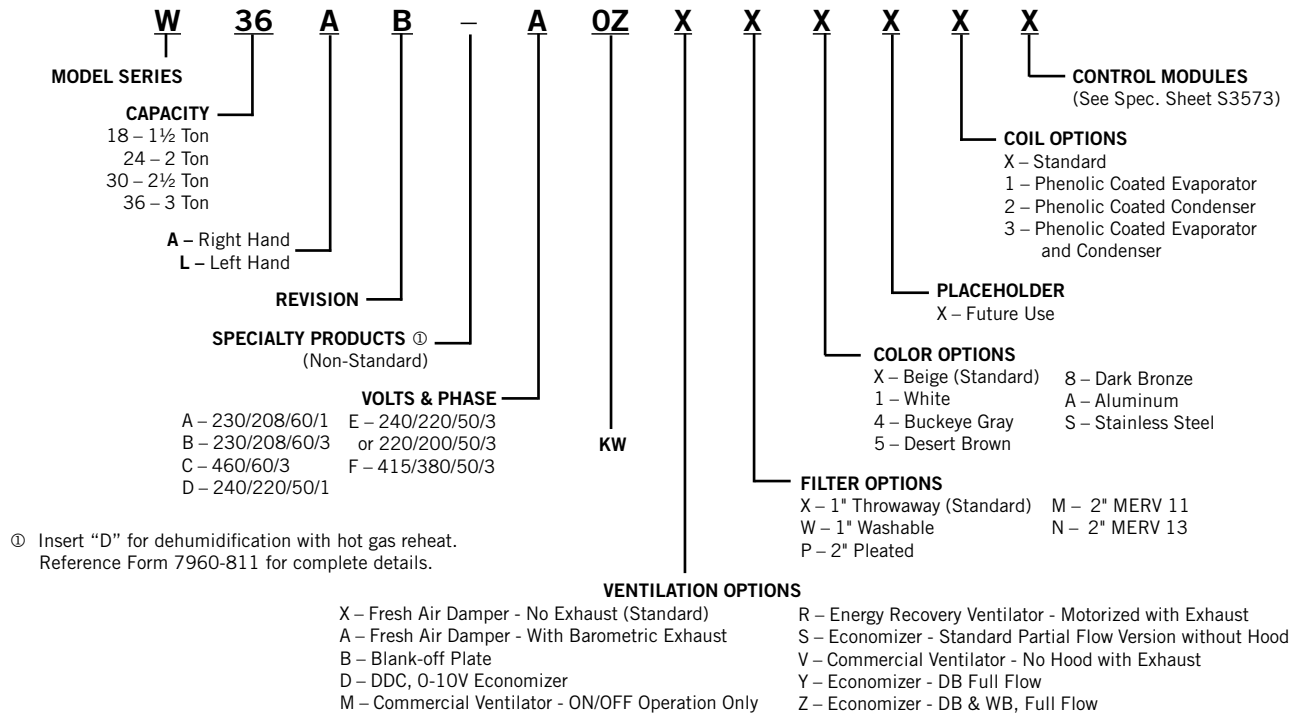 W 36 A B – A 0Z X X X X X X
MODEL SERIES
CAPACITY
18 – 1½ Ton
24 – 2 Ton
30 – 2½ Ton
36 – 3 Ton
A – Right Hand
L – Left Hand
REVISION
SPECIALTY PRODUCTS ①
(Non-Standard)
VOLTS & PHASE
A – 230/208/60/1
B – 230/208/60/3
C – 460/60/3
D – 240/220/50/1
E – 240/220/50/3
or 220/200/50/3
F – 415/380/50/3
KW
CONTROL MODULES
(See Spec. Sheet S3573)
COIL OPTIONS
X – Standard
1 – Phenolic Coated Evaporator
2 – Phenolic Coated Condenser
3 – Phenolic Coated Evaporator
and Condenser
PLACEHOLDER
X – Future Use
COLOR OPTIONS
X – Beige (Standard)
1 – White
4 – Buckeye Gray
5 – Desert Brown
8 – Dark Bronze
A – Aluminum
S – Stainless Steel
FILTER OPTIONS
X – 1" Throwaway (Standard)
W – 1" Washable
P – 2" Pleated
M – 2" MERV 11
N – 2" MERV 13
① Insert “D” for dehumidification with hot gas reheat.
Reference Form 7960-811 for complete details.
VENTILATION OPTIONS
X – Fresh Air Damper - No Exhaust (Standard)
A – Fresh Air Damper - With Barometric Exhaust
B – Blank-off Plate
D – DDC, 0-10V Economizer
M – Commercial Ventilator - ON/OFF Operation Only
R – Energy Recovery Ventilator - Motorized with Exhaust
S – Economizer - Standard Partial Flow Version without Hood
V – Commercial Ventilator - No Hood with Exhaust
Y – Economizer - DB Full Flow
Z – Economizer - DB & WB, Full Flow